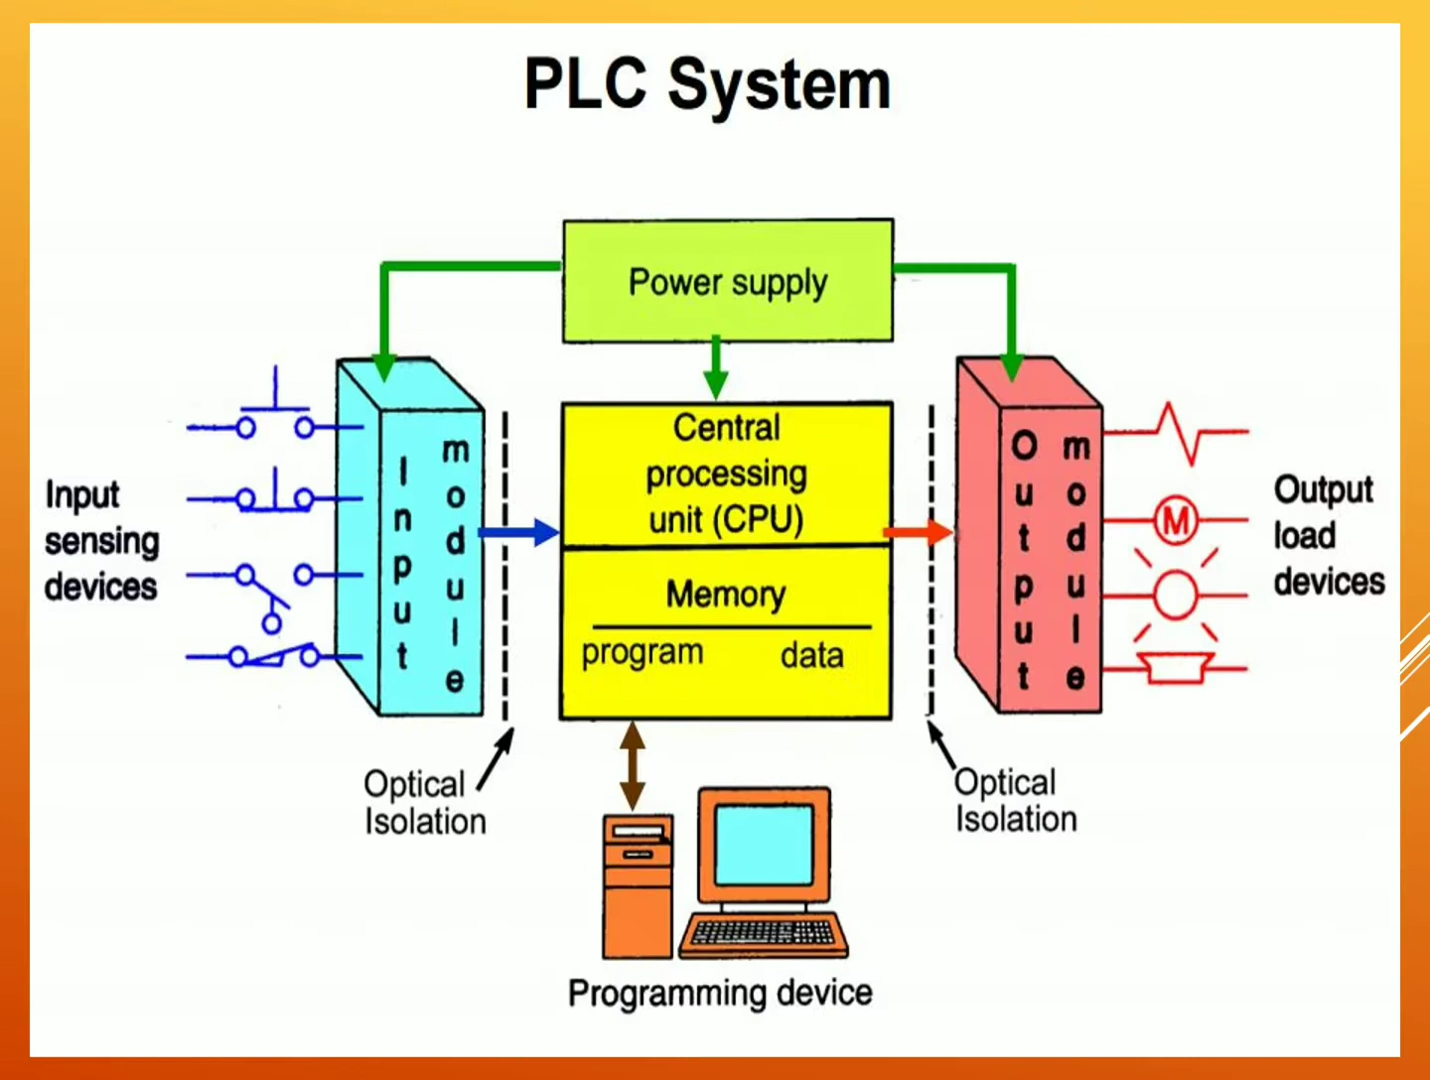 PLC System
Power supply
Input
sensing
devices
Input
module
Central
processing
unit (CPU)
Memory
program data
Output
module
M
Output
load
devices
Optical
Isolation
Optical
Isolation
Programming device